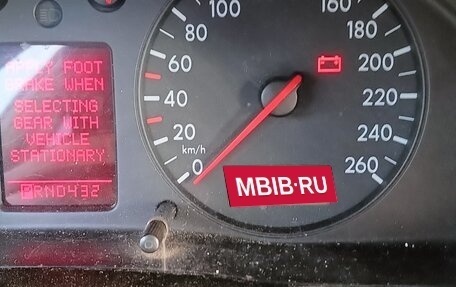 APPLY FOOT
BRAKE WHEN
SELECTING
GEAR WITH
VEHICLE
STATIONARY
PRND432
0
20
40
60
80
100
160
180
200
220
240
260
km/h
MBIB·RU